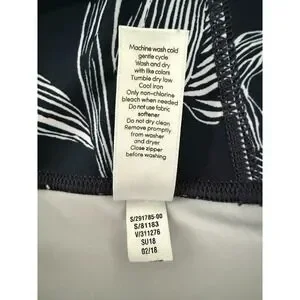 Machine wash cold
gentle cycle
Wash and dry
with like colors
Tumble dry low
Cool Iron
Only non-chlorine
bleach when needed
Do not use fabric
softener
Do not dry clean
Remove promptly
from washer
and dryer
Close zipper
before washing
S/291785-00
S/81183
V/311276
SU18
02/18